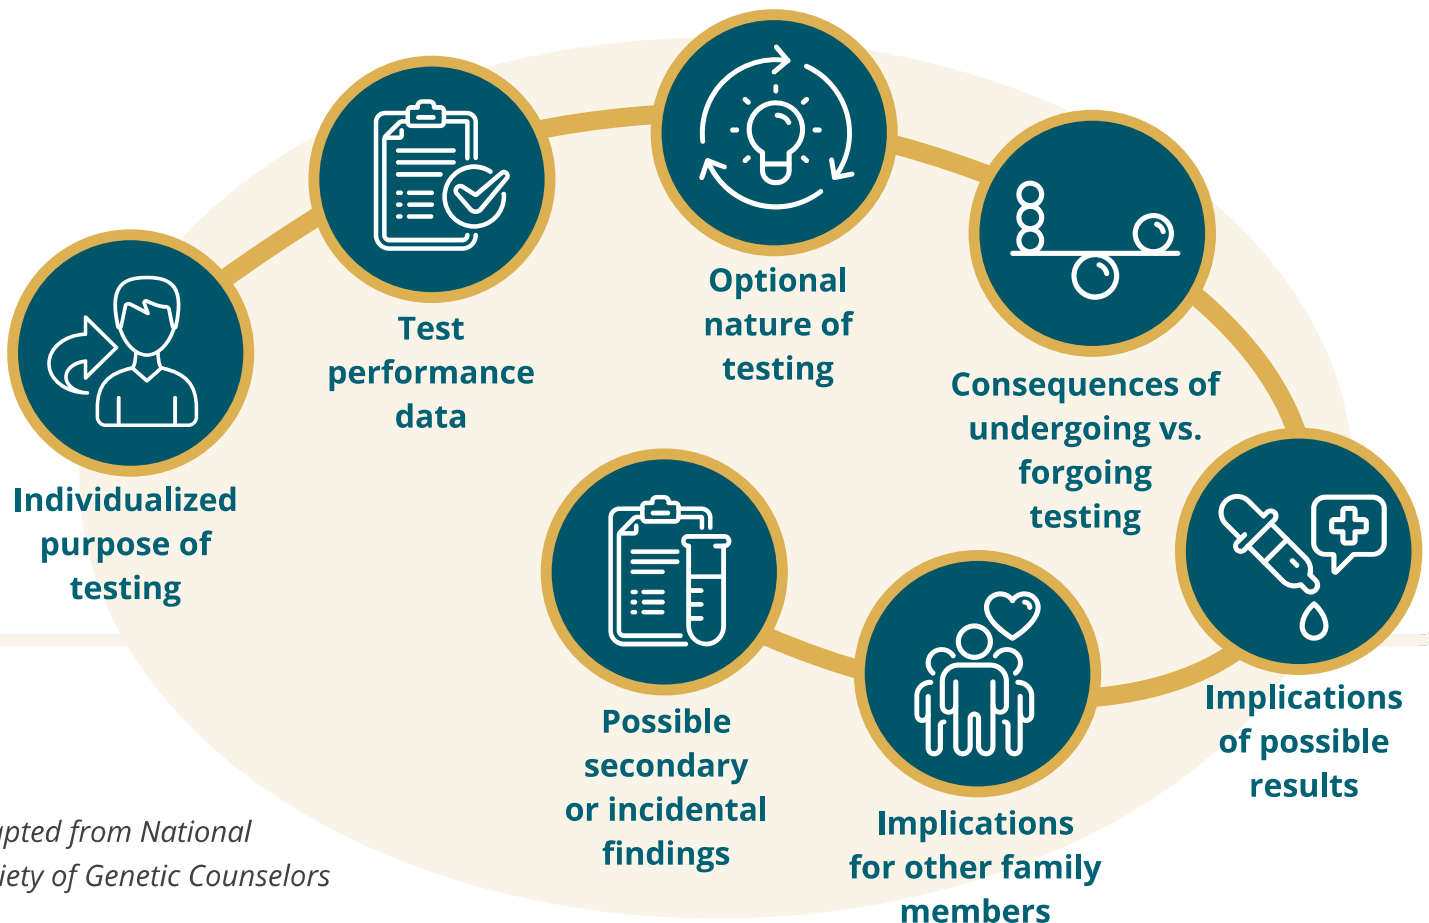 Individualized
purpose of
testing
Test
performance
data
Optional
nature of
testing
Consequences of
undergoing vs.
forgoing
testing
Implications
of possible
results
Implications
for other family
members
Possible
secondary
or incidental
findings
apted from National
iety of Genetic Counselors